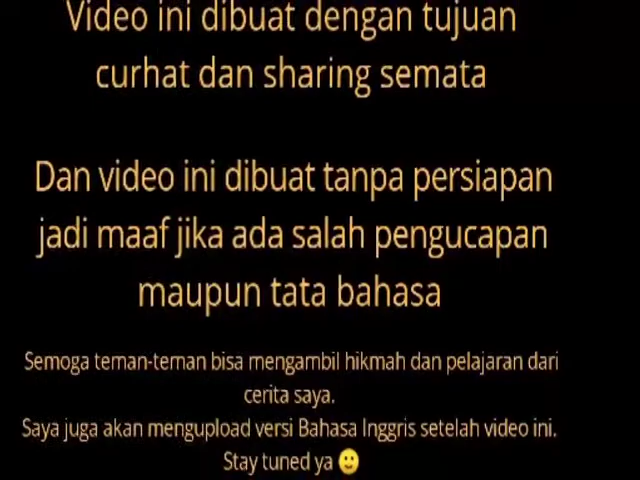 Video ini dibuat dengan tujuan
curhat dan sharing semata
Dan video ini dibuat tanpa persiapan
jadi maaf jika ada salah pengucapan
maupun tata bahasa
Semoga teman-teman bisa mengambil hikmah dan pelajaran dari
cerita saya.
Saya juga akan mengupload versi Bahasa Inggris setelah video ini.
Stay tuned ya 🙂